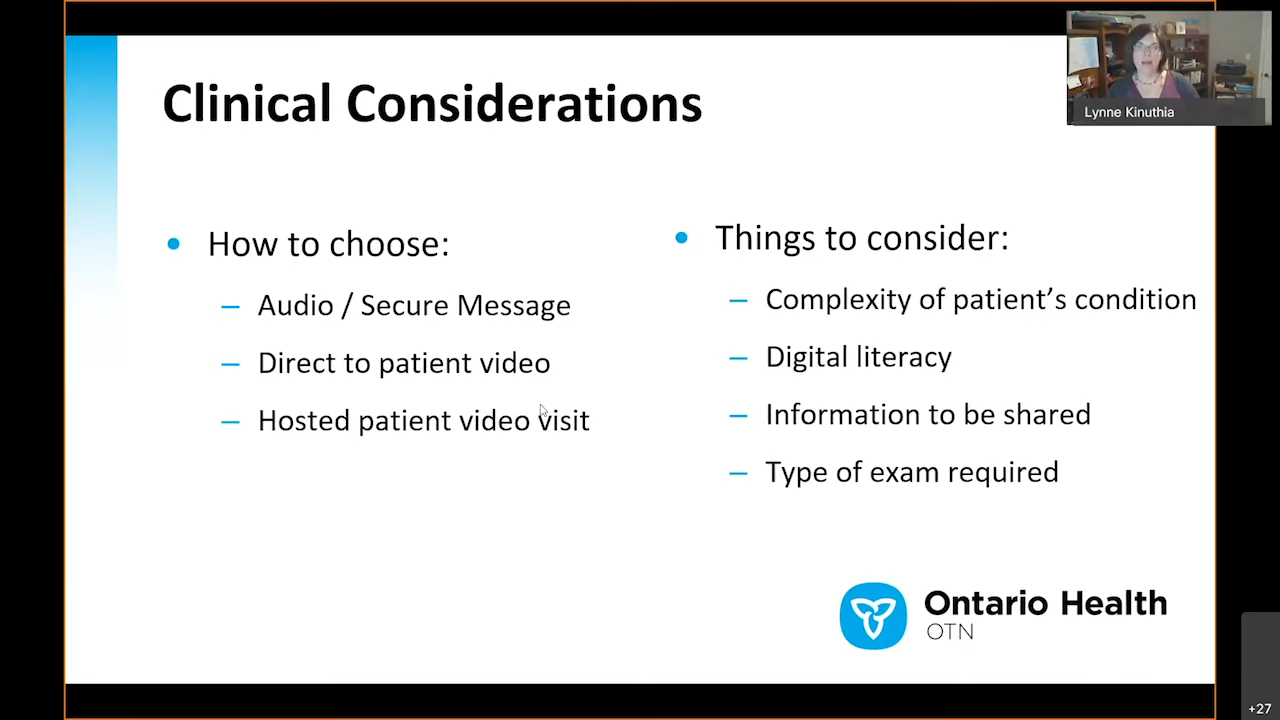 Clinical Considerations
Lynne Kinuthia
• How to choose:
– Audio / Secure Message
– Direct to patient video
– Hosted patient video visit
• Things to consider:
– Complexity of patient’s condition
– Digital literacy
– Information to be shared
– Type of exam required
Ontario Health
OTN
+27